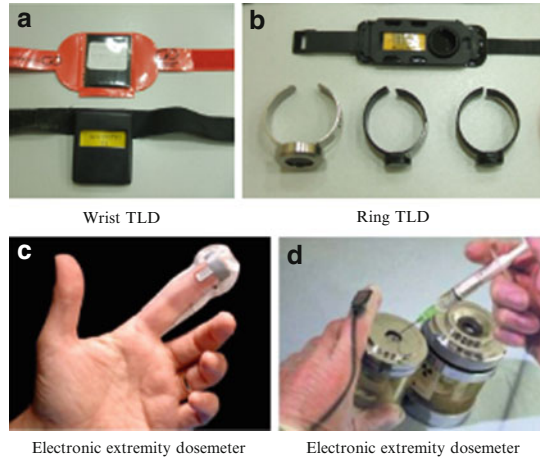 a
b
Wrist TLD
Ring TLD
c
d
Electronic extremity dosemeter
Electronic extremity dosemeter